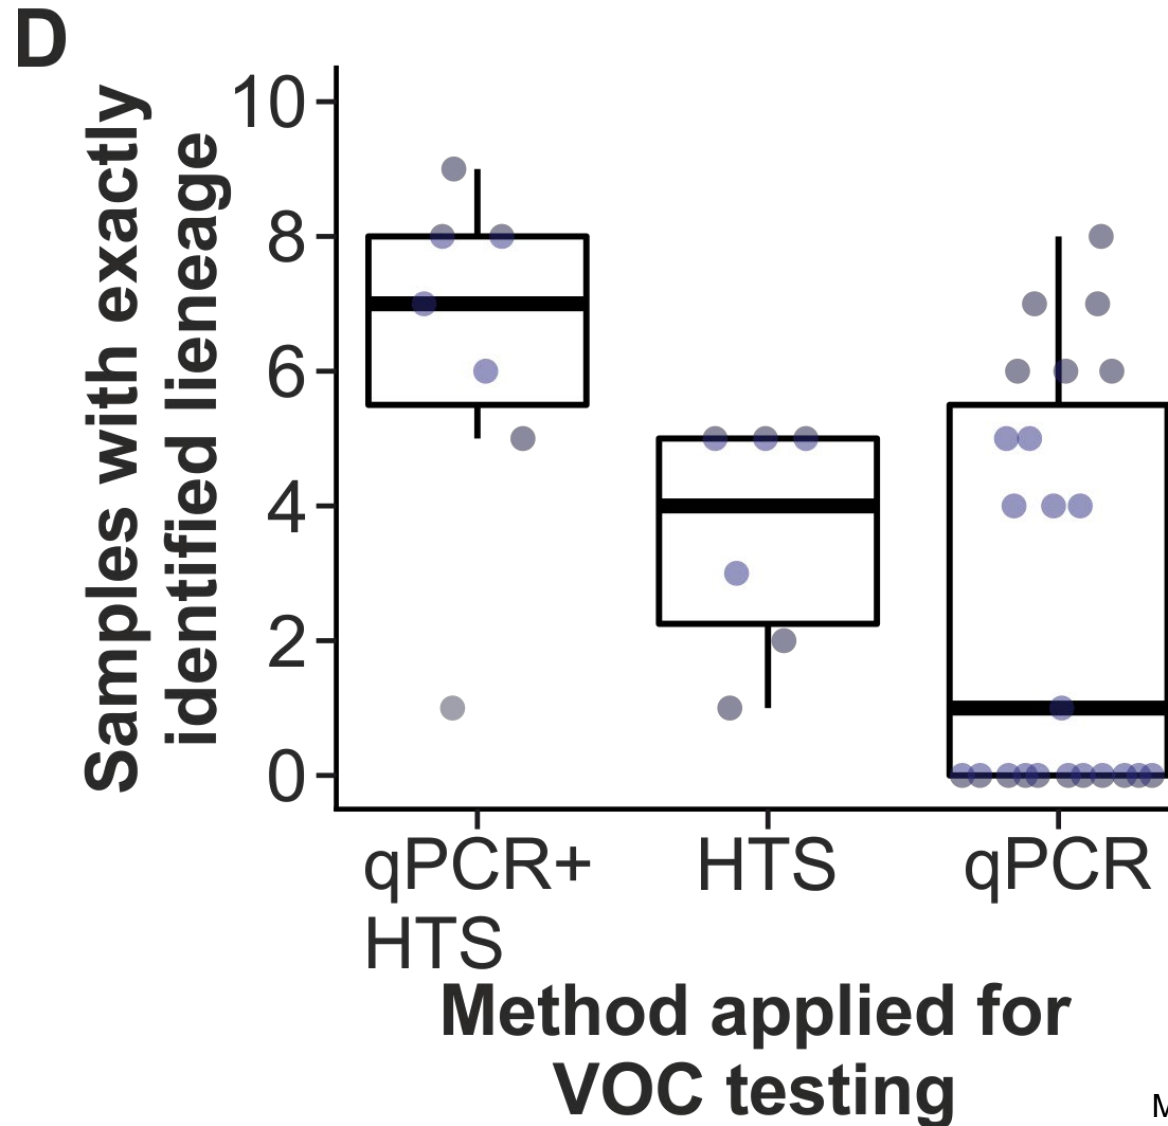 D
Samples with exactly
identified lieneage
10
8
6
4
2
0
qPCR+
HTS
HTS
qPCR
Method applied for
VOC testing
M